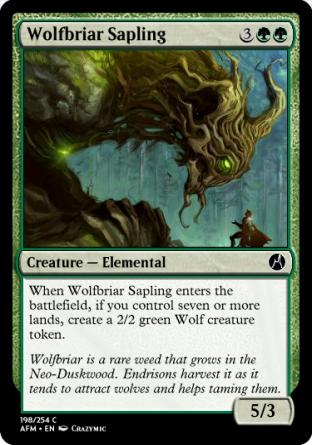 Wolfbriar Sapling 3
Creature — Elemental
When Wolfbriar Sapling enters the
battlefield, if you control seven or more
lands, create a 2/2 green Wolf creature
token.
Wolfbriar is a rare weed that grows in the
Neo-Duskwood. Endrisons harvest it as it
tends to attract wolves and helps taming them.
5/3
198/254 C
AFM • EN Crazymic